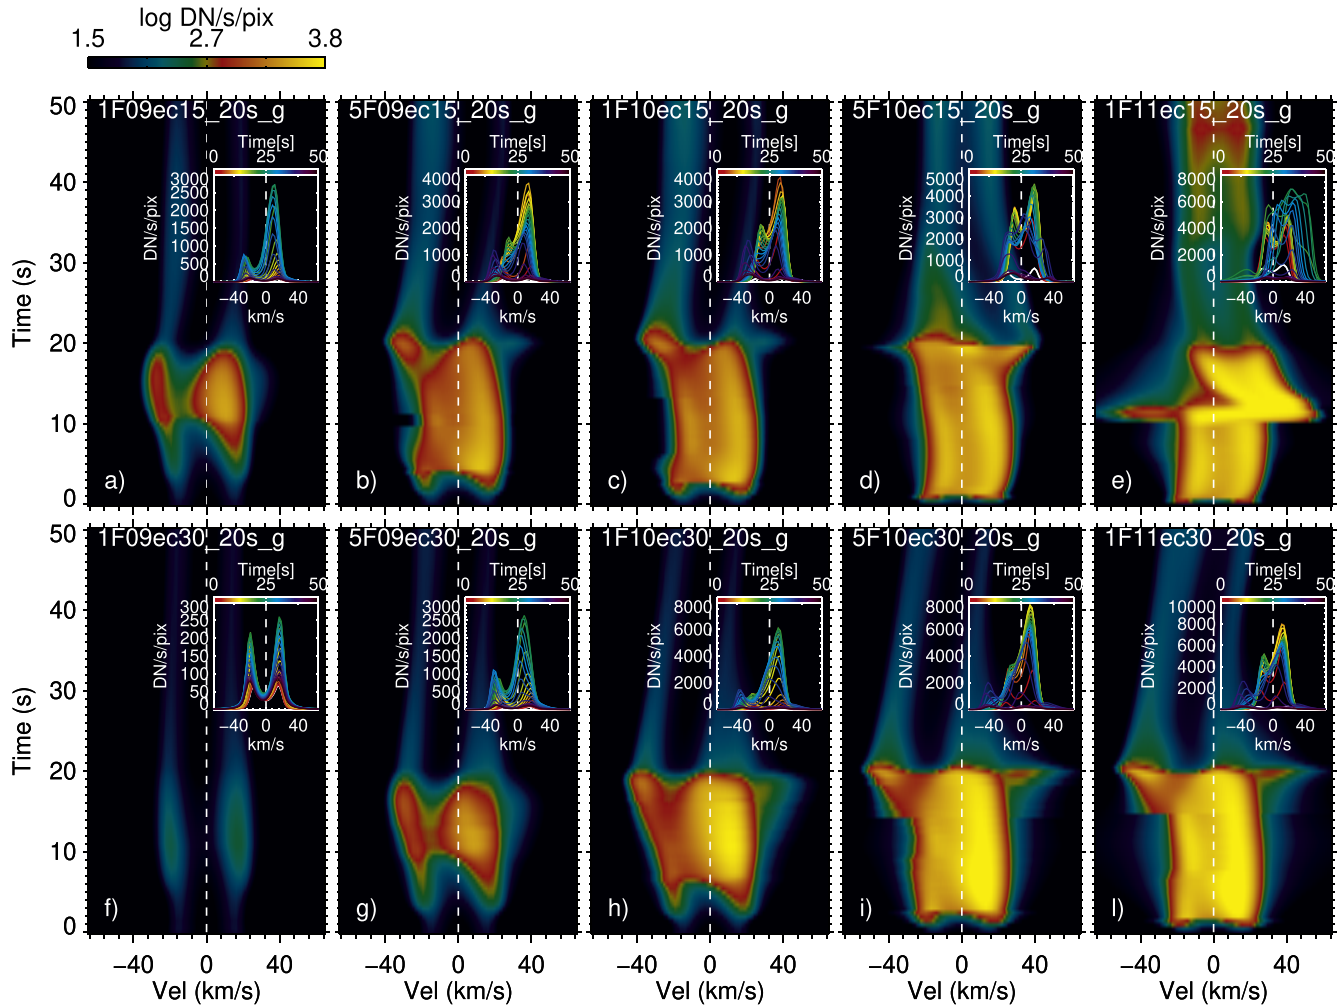 log DN/s/pix
1.5 2.7 3.8
1F09ec15_20s_g 5F09ec15_20s_g 1F10ec15_20s_g 5F10ec15_20s_g 1F11ec15_20s_g
Time[s] Time[s] Time[s] Time[s] Time[s]
0 25 50 0 25 50 0 25 50 0 25 50 0 25 50
DN/s/pix DN/s/pix DN/s/pix DN/s/pix DN/s/pix
3000 2500 2000 1500 1000 500
4000 3000 2000 1000 0
4000 3000 2000 1000 0
5000 4000 3000 2000 1000 0
8000 6000 4000 2000 0
−40 0 40 −40 0 40 −40 0 40 −40 0 40 −40 0 40
km/s km/s km/s km/s km/s
Time (s)
50
40
30
20
10
0
a) b) c) d) e)
1F09ec30_20s_g 5F09ec30_20s_g 1F10ec30_20s_g 5F10ec30_20s_g 1F11ec30_20s_g
Time[s] Time[s] Time[s] Time[s] Time[s]
0 25 50 0 25 50 0 25 50 0 25 50 0 25 50
DN/s/pix DN/s/pix DN/s/pix DN/s/pix DN/s/pix
300 250 200 150 100 50
3000 2500 2000 1500 1000 500
8000 6000 4000 2000
8000 6000 4000 2000
10000 8000 6000 4000 2000
−40 0 40 −40 0 40 −40 0 40 −40 0 40 −40 0 40
km/s km/s km/s km/s km/s
Time (s)
50
40
30
20
10
0
f) g) h) i) l)
−40 0 40 −40 0 40 −40 0 40 −40 0 40 −40 0 40
Vel (km/s) Vel (km/s) Vel (km/s) Vel (km/s) Vel (km/s)